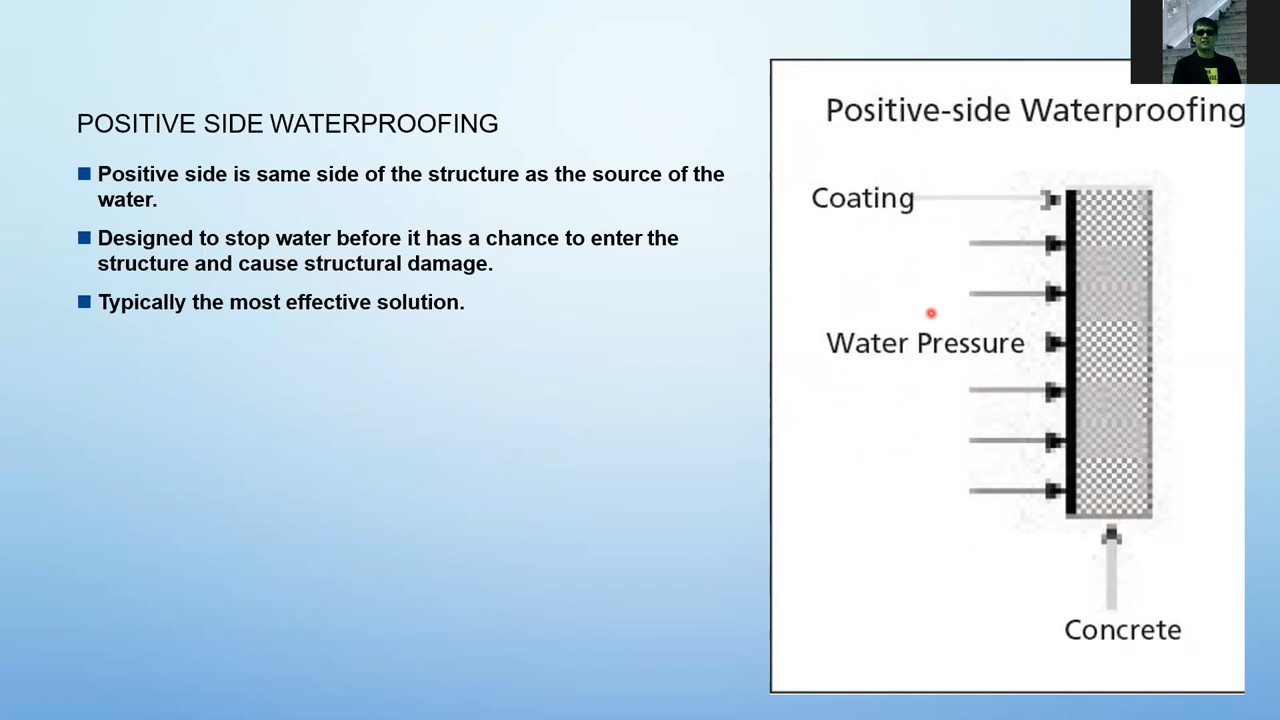 POSITIVE SIDE WATERPROOFING
Positive side is same side of the structure as the source of the
water.
Designed to stop water before it has a chance to enter the
structure and cause structural damage.
Typically the most effective solution.
Positive-side Waterproofing
Coating
Water Pressure
Concrete